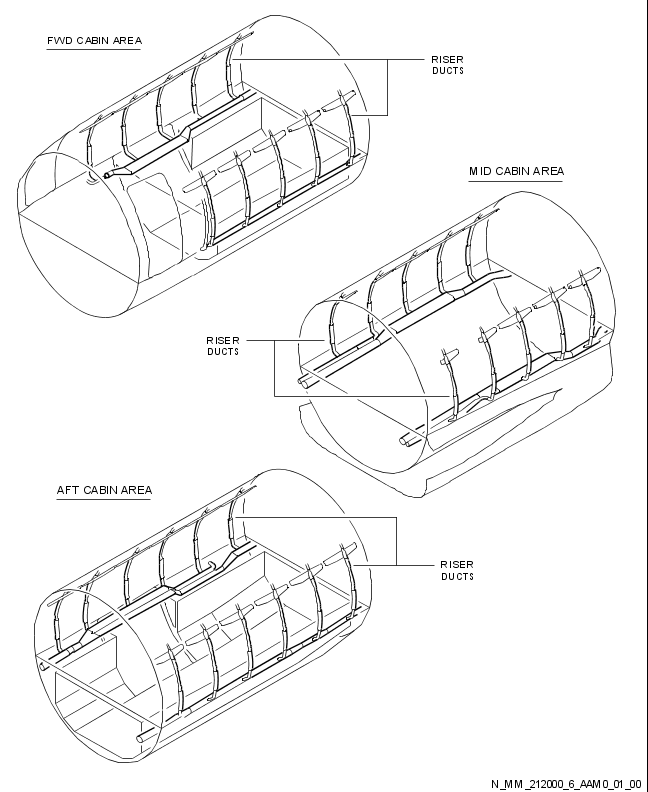 FWD CABIN AREA
RISER
DUCTS
MID CABIN AREA
RISER
DUCTS
AFT CABIN AREA
RISER
DUCTS
N_MM_212000_6_AAM0_01_00